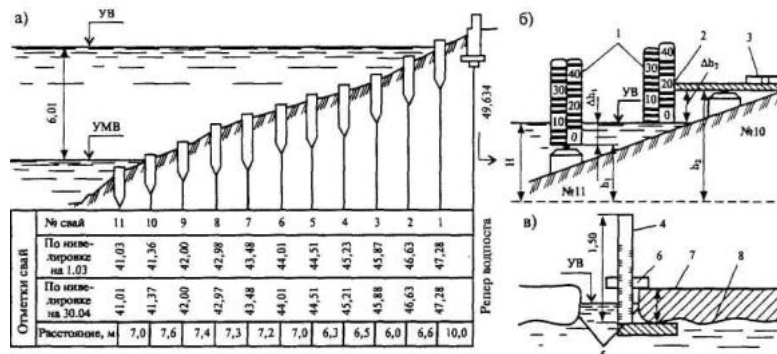 а)
УВ
6,01
УМВ
49,634
№ свай 11 10 9 8 7 6 5 4 3 2 1
Отметки свай
По ниве-
лировке
на 1.03
41,03 41,36 42,00 42,98 43,48 44,01 44,51 45,23 45,87 46,63 47,28
По ниве-
лировке
на 30.04
41,01 41,37 42,00 42,97 43,48 44,01 44,51 45,21 45,88 46,63 47,28
Расстояние, м 7,0 7,6 7,4 7,3 7,2 7,0 6,3 6,5 6,0 6,6 10,0
Репер водпоста
б)
1
2
3
40
30
20
10
0
40
30
20
10
0
Δh₁
Δh₂
УВ
№10
H
№11
h₁
h₂
в)
4
1,50
УВ
6
7
8